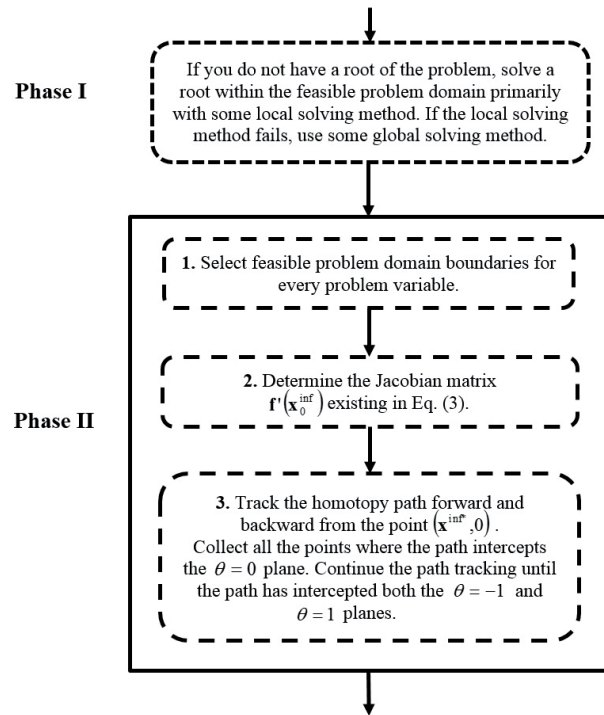 Phase I
If you do not have a root of the problem, solve a
root within the feasible problem domain primarily
with some local solving method. If the local solving
method fails, use some global solving method.
Phase II
1. Select feasible problem domain boundaries for
every problem variable.
2. Determine the Jacobian matrix
f'(x₀^inf) existing in Eq. (3).
3. Track the homotopy path forward and
backward from the point (x^inf*,0) .
Collect all the points where the path intercepts
the θ = 0 plane. Continue the path tracking until
the path has intercepted both the θ = −1 and
θ = 1 planes.